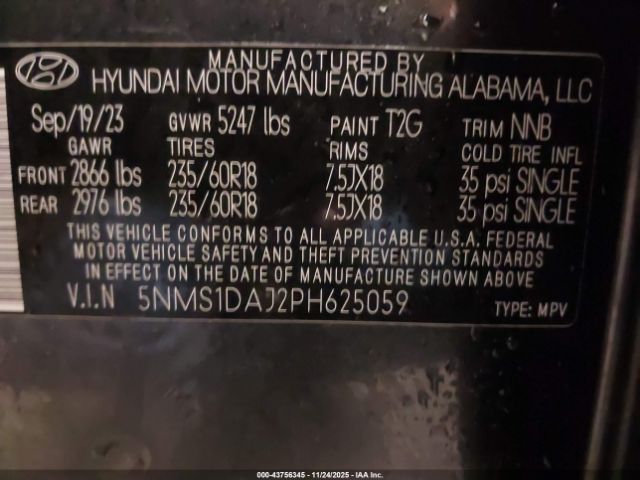 MANUFACTURED BY
HYUNDAI MOTOR MANUFACTURING ALABAMA, LLC
Sep/19/23 GVWR 5247 lbs PAINT T2G TRIM NNB
GAWR TIRES RIMS COLD TIRE INFL
FRONT 2866 lbs 235/60R18 7.5JX18 35 psi SINGLE
REAR 2976 lbs 235/60R18 7.5JX18 35 psi SINGLE
THIS VEHICLE CONFORMS TO ALL APPLICABLE U.S.A. FEDERAL
MOTOR VEHICLE SAFETY AND THEFT PREVENTION STANDARDS
IN EFFECT ON THE DATE OF MANUFACTURE SHOWN ABOVE.
V.I.N 5NMS1DAJ2PH625059 TYPE: MPV
000-43756345 - 11/24/2025 - IAA Inc.